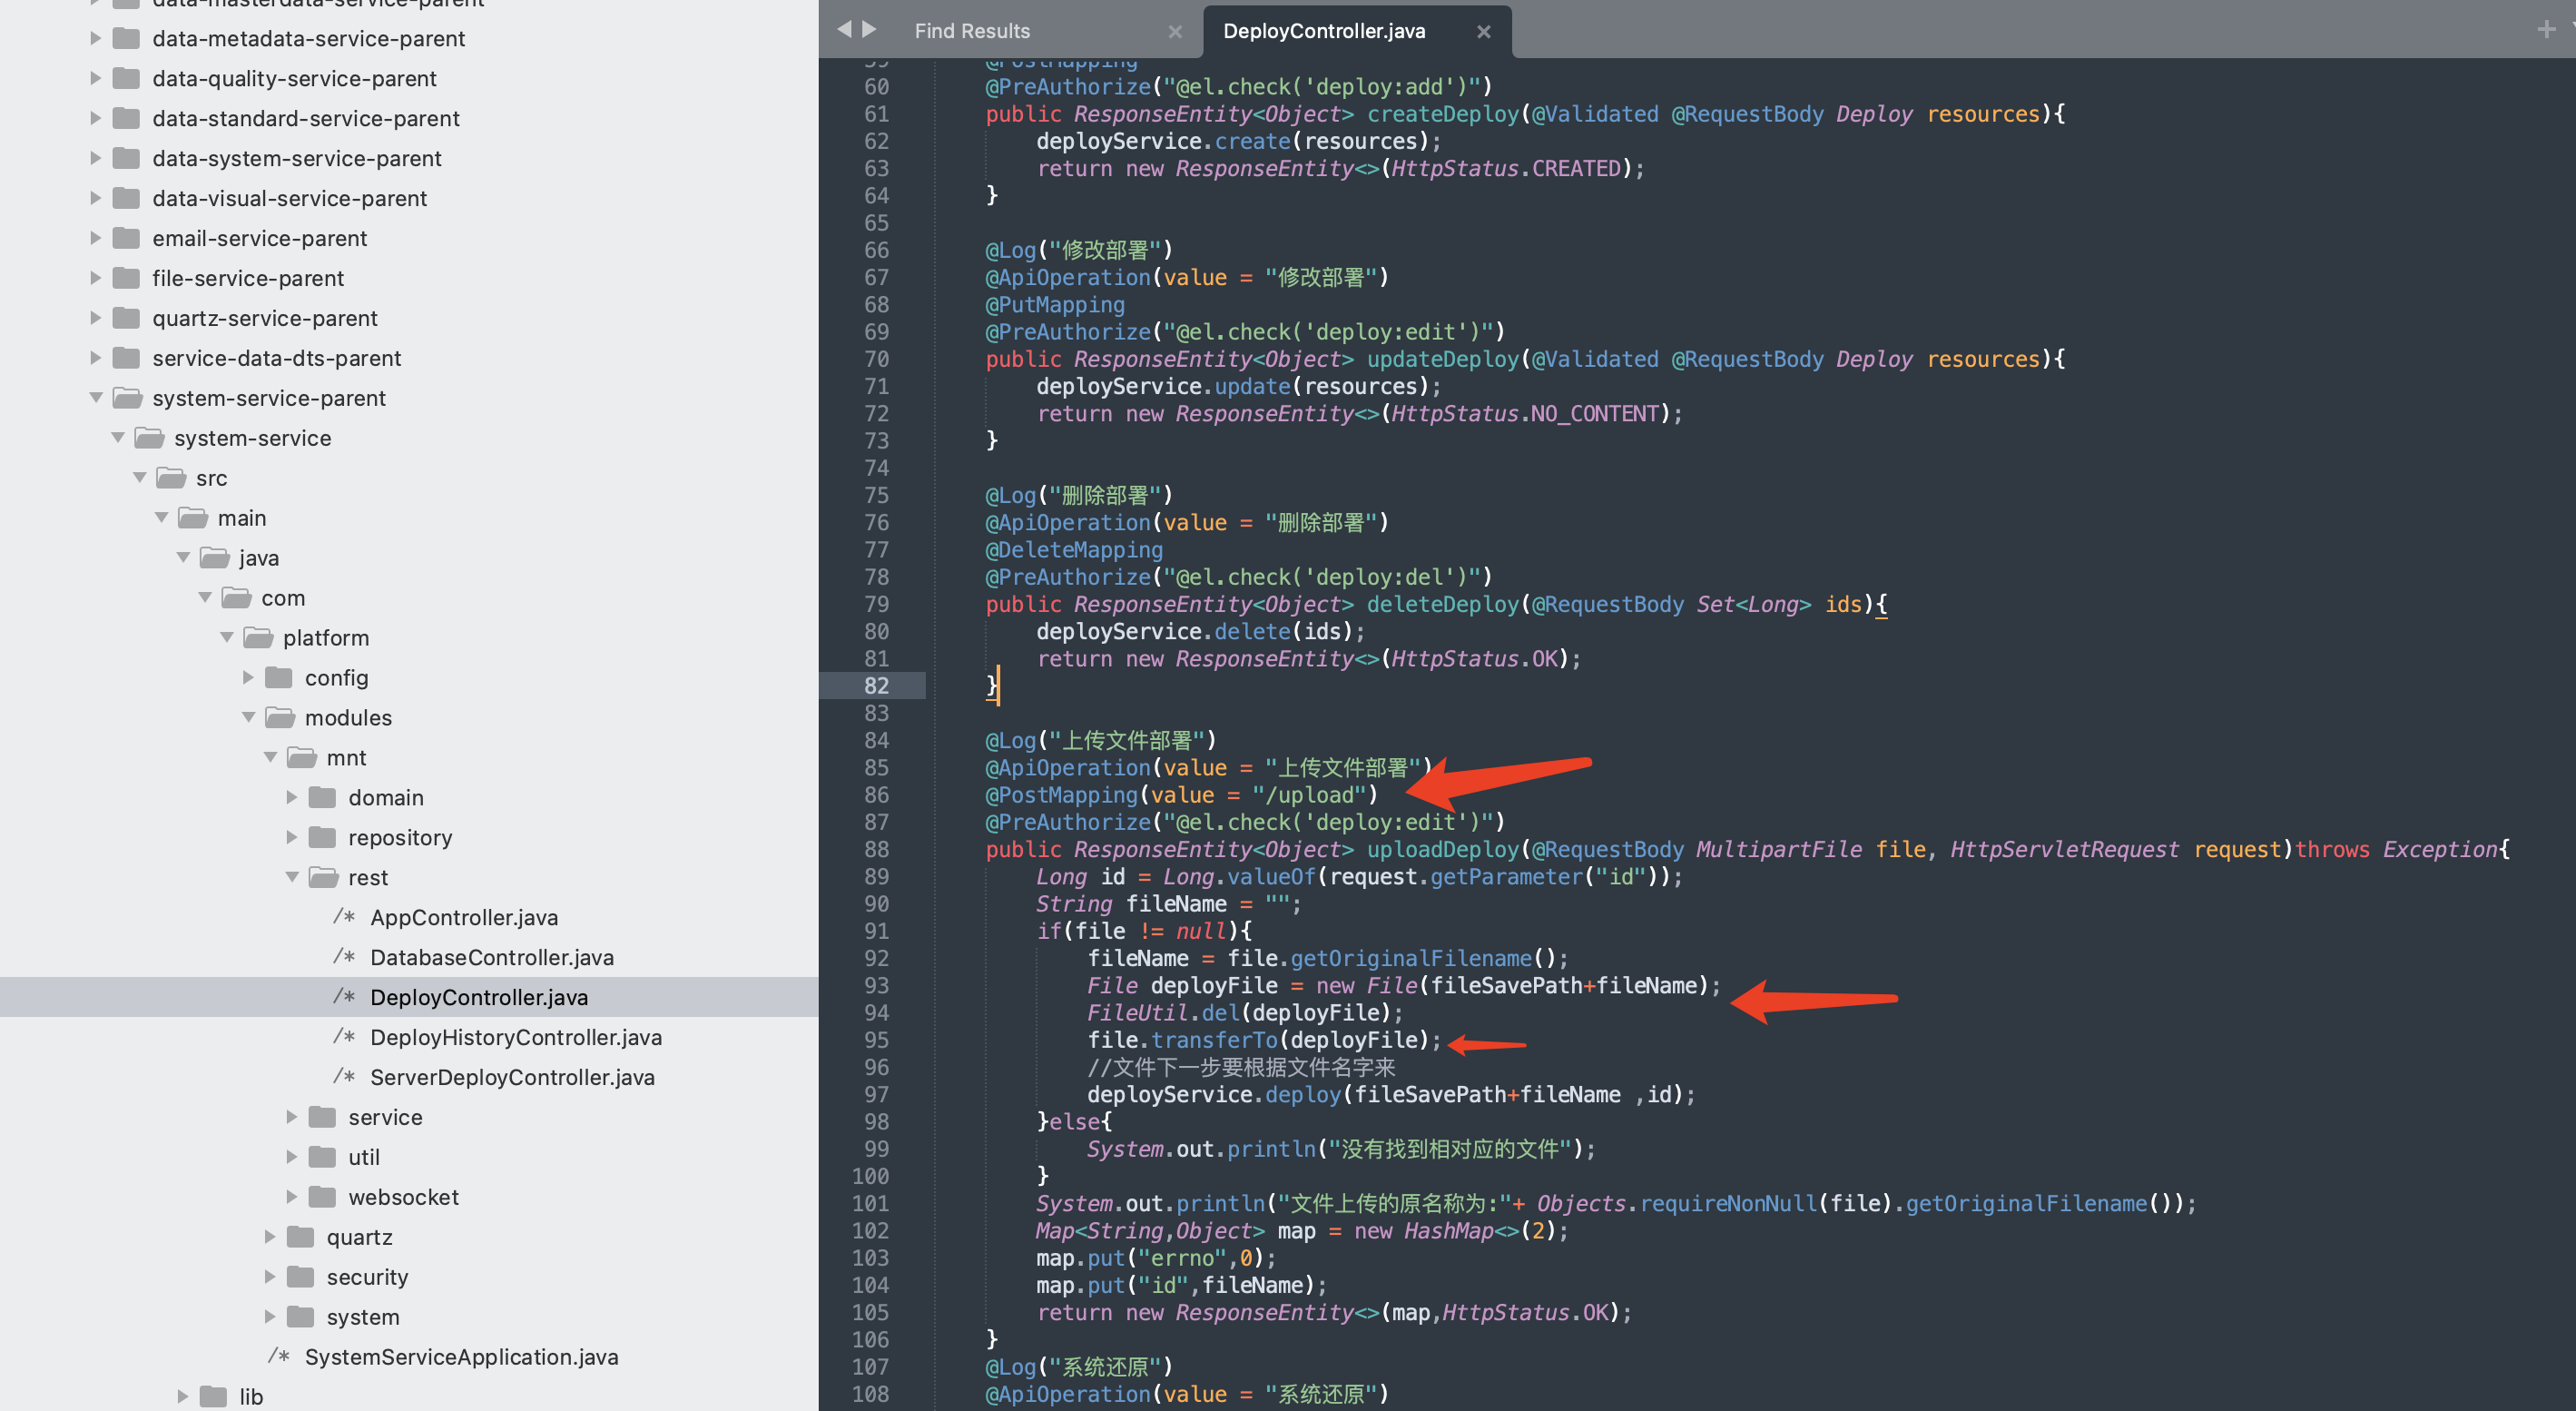 data-masterdata-service-parent
data-metadata-service-parent
data-quality-service-parent
data-standard-service-parent
data-system-service-parent
data-visual-service-parent
email-service-parent
file-service-parent
quartz-service-parent
service-data-dts-parent
system-service-parent
system-service
src
main
java
com
platform
config
modules
mnt
domain
repository
rest
/* AppController.java
/* DatabaseController.java
/* DeployController.java
/* DeployHistoryController.java
/* ServerDeployController.java
service
util
websocket
quartz
security
system
/* SystemServiceApplication.java
lib
Find Results
DeployController.java
59 @PostMapping
60 @PreAuthorize("@el.check('deploy:add')")
61 public ResponseEntity<Object> createDeploy(@Validated @RequestBody Deploy resources){
62 deployService.create(resources);
63 return new ResponseEntity<>(HttpStatus.CREATED);
64 }
65
66 @Log("修改部署")
67 @ApiOperation(value = "修改部署")
68 @PutMapping
69 @PreAuthorize("@el.check('deploy:edit')")
70 public ResponseEntity<Object> updateDeploy(@Validated @RequestBody Deploy resources){
71 deployService.update(resources);
72 return new ResponseEntity<>(HttpStatus.NO_CONTENT);
73 }
74
75 @Log("删除部署")
76 @ApiOperation(value = "删除部署")
77 @DeleteMapping
78 @PreAuthorize("@el.check('deploy:del')")
79 public ResponseEntity<Object> deleteDeploy(@RequestBody Set<Long> ids){
80 deployService.delete(ids);
81 return new ResponseEntity<>(HttpStatus.OK);
82 }
83
84 @Log("上传文件部署")
85 @ApiOperation(value = "上传文件部署")
86 @PostMapping(value = "/upload")
87 @PreAuthorize("@el.check('deploy:edit')")
88 public ResponseEntity<Object> uploadDeploy(@RequestBody MultipartFile file, HttpServletRequest request)throws Exception{
89 Long id = Long.valueOf(request.getParameter("id"));
90 String fileName = "";
91 if(file != null){
92 fileName = file.getOriginalFilename();
93 File deployFile = new File(fileSavePath+fileName);
94 FileUtil.del(deployFile);
95 file.transferTo(deployFile);
96 //文件下一步要根据文件名字来
97 deployService.deploy(fileSavePath+fileName ,id);
98 }else{
99 System.out.println("没有找到相对应的文件");
100 }
101 System.out.println("文件上传的原名称为:"+ Objects.requireNonNull(file).getOriginalFilename());
102 Map<String,Object> map = new HashMap<>(2);
103 map.put("errno",0);
104 map.put("id",fileName);
105 return new ResponseEntity<>(map,HttpStatus.OK);
106 }
107 @Log("系统还原")
108 @ApiOperation(value = "系统还原")